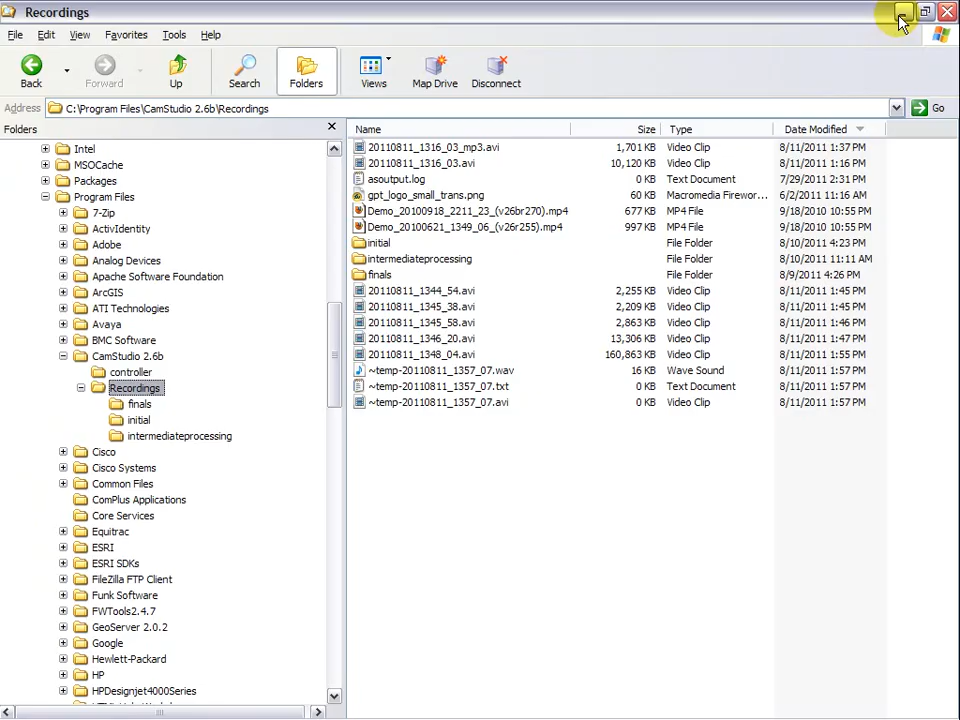 Recordings
File Edit View Favorites Tools Help
Back Forward Up Search Folders Views Map Drive Disconnect
Address C:\Program Files\CamStudio 2.6b\Recordings Go
Folders
Intel
MSOCache
Packages
Program Files
7-Zip
ActivIdentity
Adobe
Analog Devices
Apache Software Foundation
ArcGIS
ATI Technologies
Avaya
BMC Software
CamStudio 2.6b
controller
Recordings
finals
initial
intermediateprocessing
Cisco
Cisco Systems
Common Files
ComPlus Applications
Core Services
Equitrac
ESRI
ESRI SDKs
FileZilla FTP Client
Funk Software
FWTools2.4.7
GeoServer 2.0.2
Google
Hewlett-Packard
HP
HPDesignjet4000Series
Name Size Type Date Modified
20110811_1316_03_mp3.avi 1,701 KB Video Clip 8/11/2011 1:37 PM
20110811_1316_03.avi 10,120 KB Video Clip 8/11/2011 1:16 PM
asoutput.log 0 KB Text Document 7/29/2011 2:31 PM
gpt_logo_small_trans.png 60 KB Macromedia Firewor... 6/2/2011 11:16 AM
Demo_20100918_2211_23_(v26br270).mp4 677 KB MP4 File 9/18/2010 10:55 PM
Demo_20100621_1349_06_(v26r255).mp4 997 KB MP4 File 9/18/2010 10:55 PM
initial File Folder 8/10/2011 4:23 PM
intermediateprocessing File Folder 8/10/2011 11:11 AM
finals File Folder 8/9/2011 4:26 PM
20110811_1344_54.avi 2,255 KB Video Clip 8/11/2011 1:45 PM
20110811_1345_38.avi 2,209 KB Video Clip 8/11/2011 1:45 PM
20110811_1345_58.avi 2,863 KB Video Clip 8/11/2011 1:46 PM
20110811_1346_20.avi 13,306 KB Video Clip 8/11/2011 1:47 PM
20110811_1348_04.avi 160,863 KB Video Clip 8/11/2011 1:55 PM
~temp-20110811_1357_07.wav 16 KB Wave Sound 8/11/2011 1:57 PM
~temp-20110811_1357_07.txt 0 KB Text Document 8/11/2011 1:57 PM
~temp-20110811_1357_07.avi 0 KB Video Clip 8/11/2011 1:57 PM